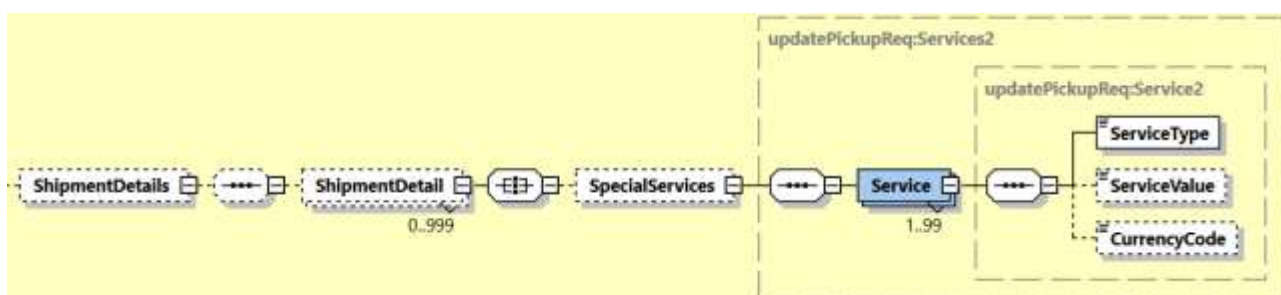 updatePickupReq:Services2
updatePickupReq:Service2
ServiceType
ShipmentDetails
ShipmentDetail
SpecialServices
Service
ServiceValue
0..999
1..99
CurrencyCode